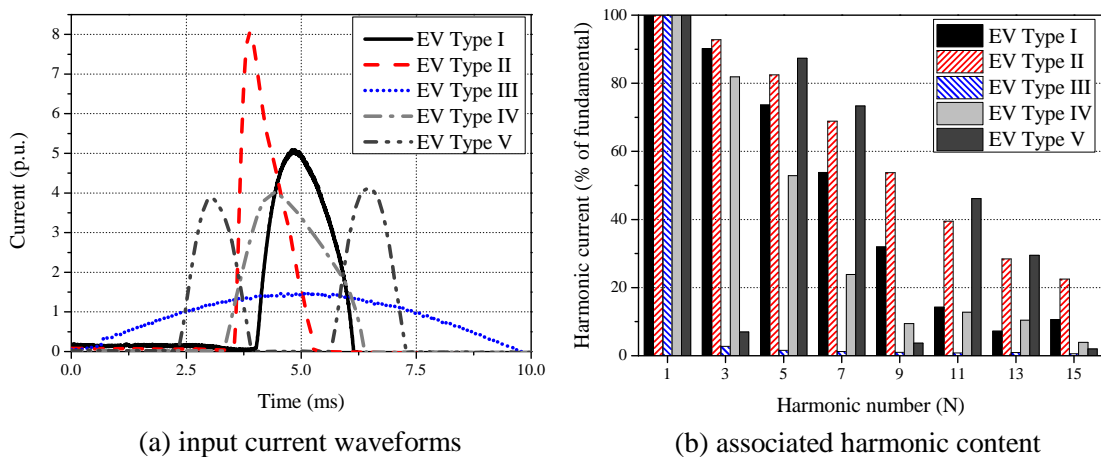 EV Type I
EV Type II
EV Type III
EV Type IV
EV Type V
8
7
6
5
4
3
2
1
0
Current (p.u.)
0.0 2.5 5.0 7.5 10.0
Time (ms)
(a) input current waveforms
EV Type I
EV Type II
EV Type III
EV Type IV
EV Type V
100
80
60
40
20
0
Harmonic current (% of fundamental)
1 3 5 7 9 11 13 15
Harmonic number (N)
(b) associated harmonic content